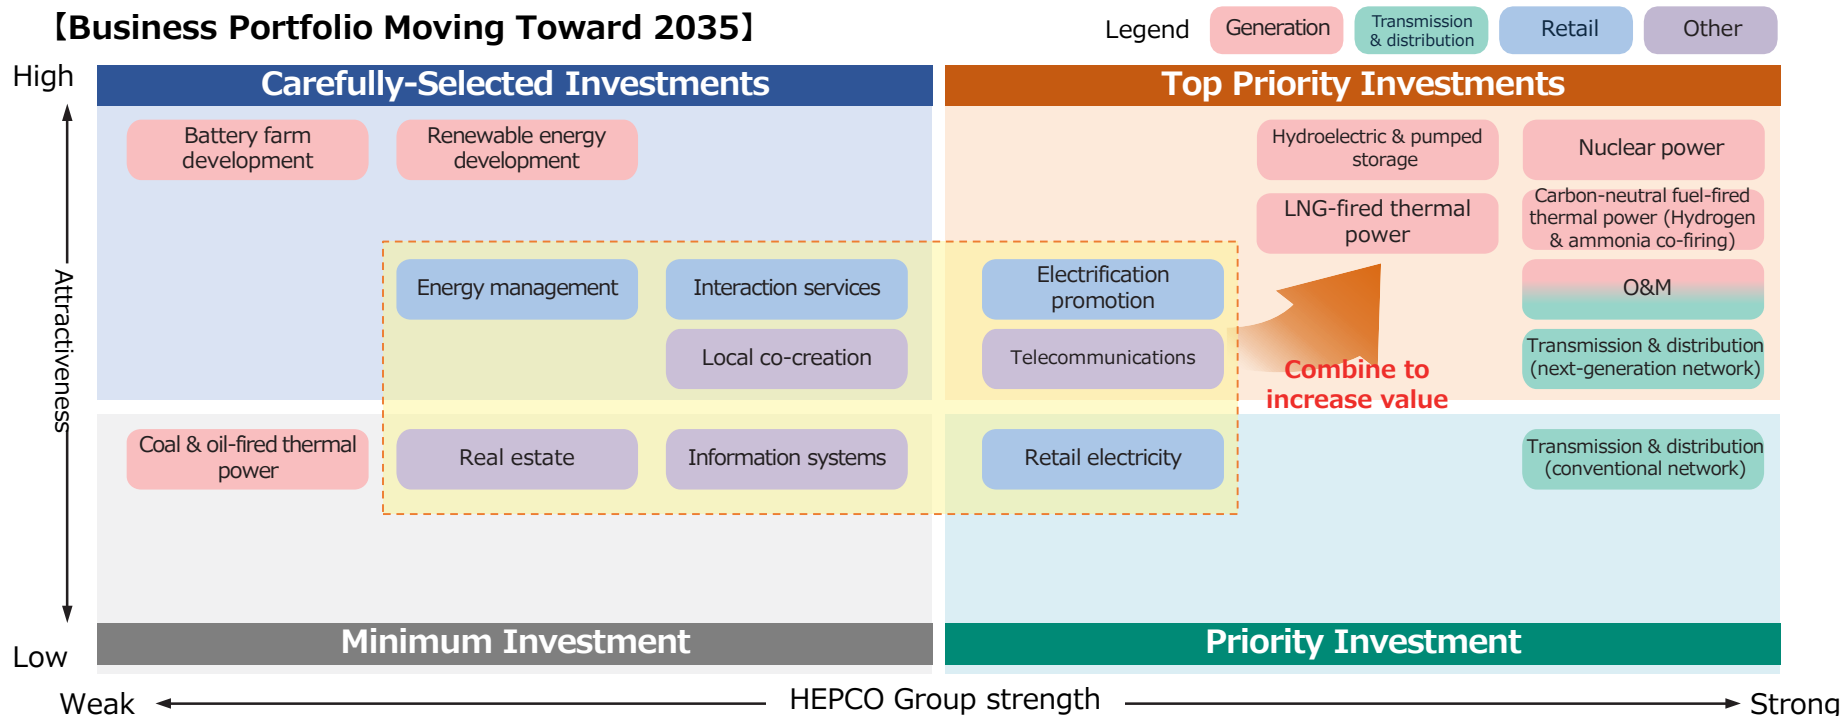 【Business Portfolio Moving Toward 2035】
Legend
Generation
Transmission
& distribution
Retail
Other
High
Attractiveness
Low
Carefully-Selected Investments
Battery farm
development
Renewable energy
development
Energy management
Interaction services
Local co-creation
Top Priority Investments
Hydroelectric & pumped
storage
Nuclear power
LNG-fired thermal
power
Carbon-neutral fuel-fired
thermal power (Hydrogen
& ammonia co-firing)
Electrification
promotion
O&M
Telecommunications
Transmission & distribution
(next-generation network)
Combine to
increase value
Coal & oil-fired thermal
power
Real estate
Information systems
Minimum Investment
Retail electricity
Transmission & distribution
(conventional network)
Priority Investment
Weak
HEPCO Group strength
Strong